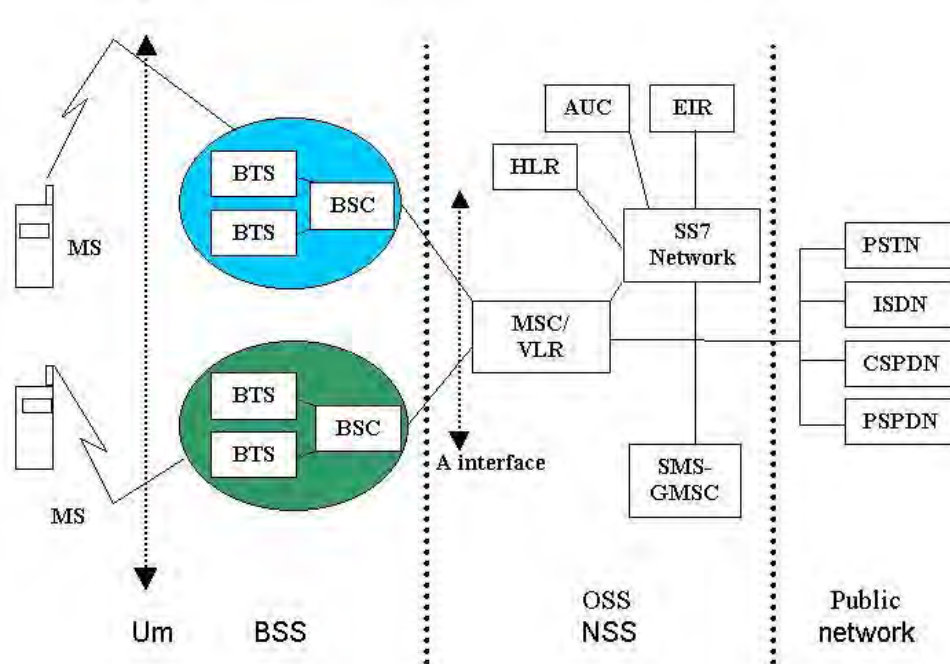 AUC
EIR
HLR
BTS
BSC
BTS
MS
SS7
Network
PSTN
ISDN
MSC/
VLR
CSPDN
BTS
BSC
BTS
PSPDN
A interface
SMS-
GMSC
MS
OSS
NSS
Public
network
Um
BSS